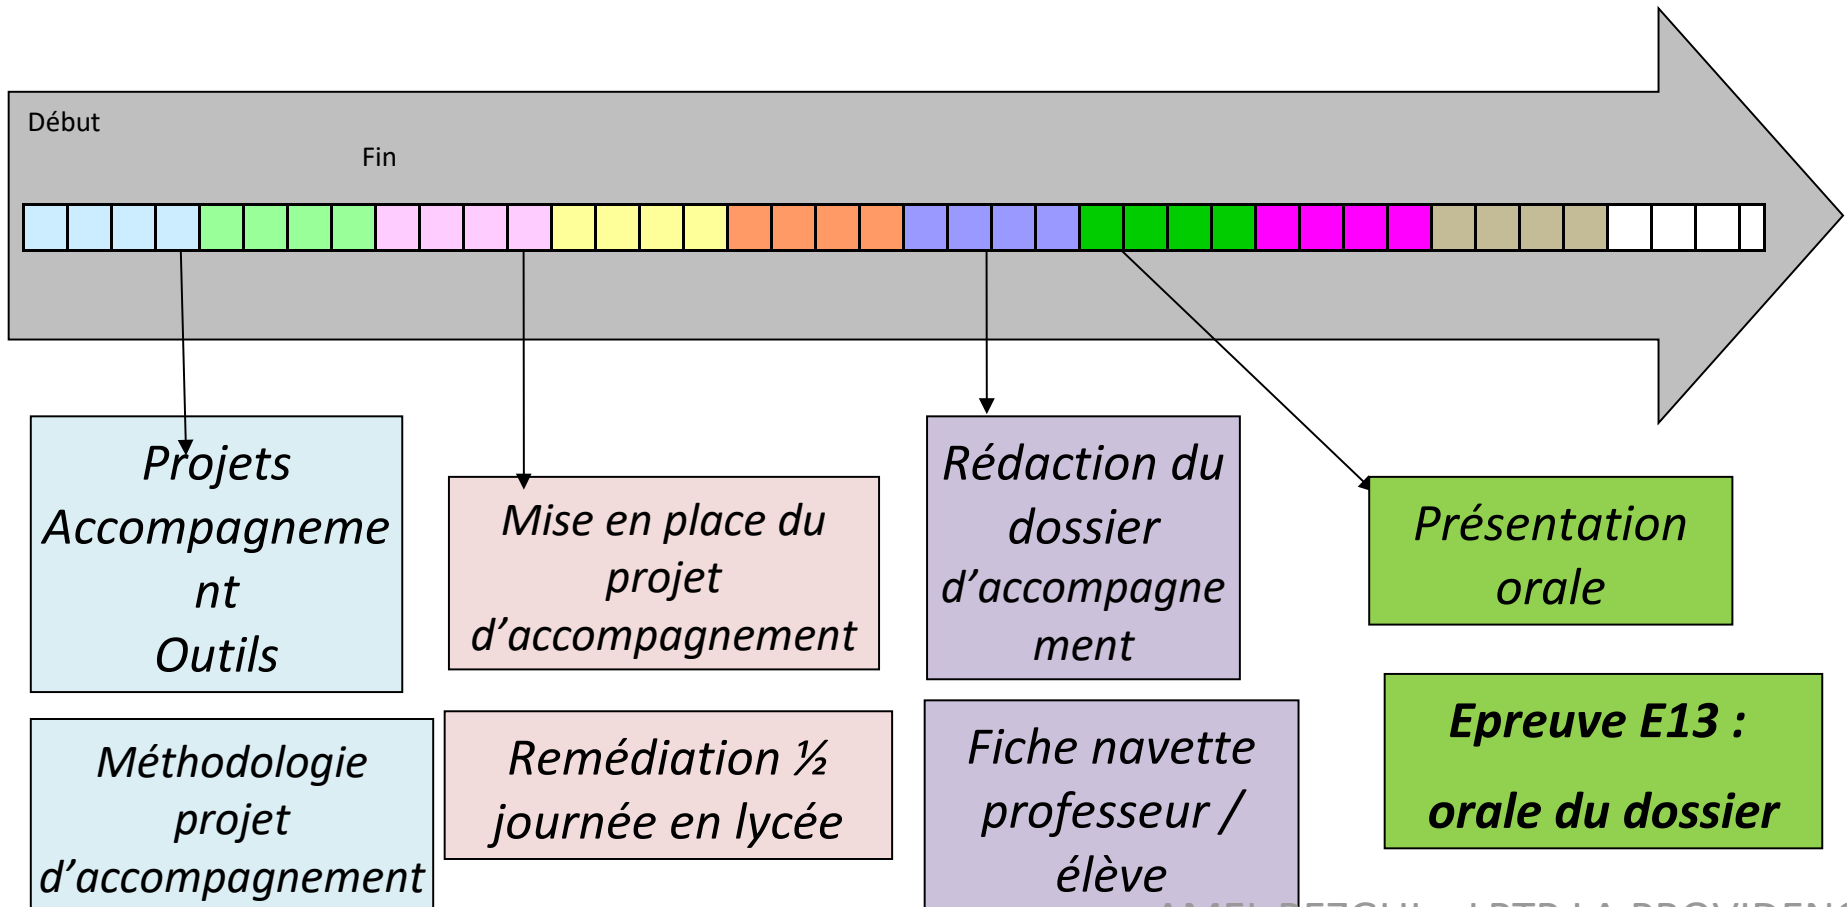 Début
Fin
Projets
Accompagneme
nt
Outils
Méthodologie
projet
d’accompagnement
Mise en place du
projet
d’accompagnement
Remédiation ½
journée en lycée
Rédaction du
dossier
d’accompagne
ment
Fiche navette
professeur /
élève
Présentation
orale
Epreuve E13 :
orale du dossier